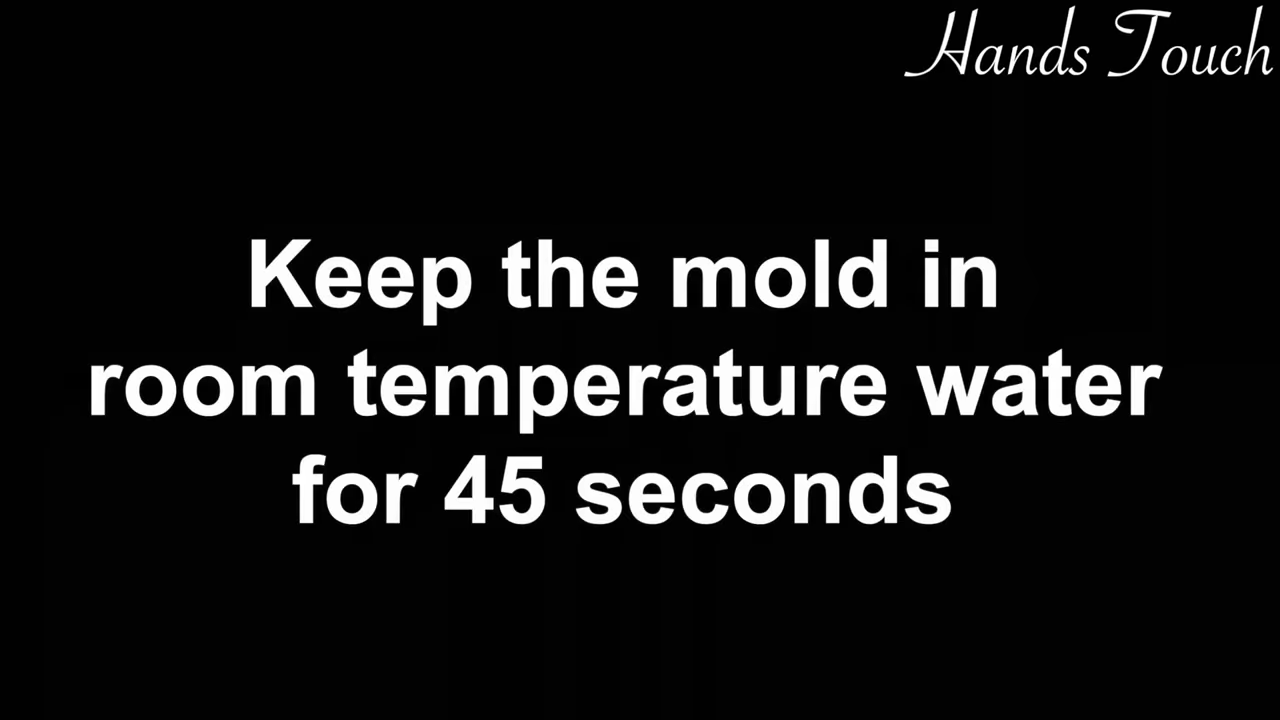 Hands Touch
Keep the mold in
room temperature water
for 45 seconds